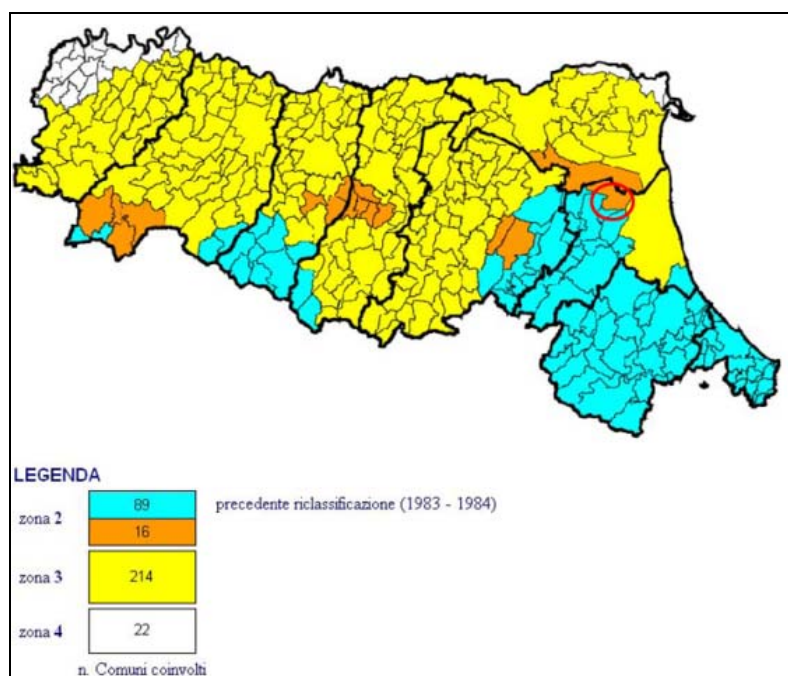 LEGENDA
zona 2
89
precedente riclassificazione (1983 - 1984)
16
zona 3
214
zona 4
22
n. Comuni coinvolti